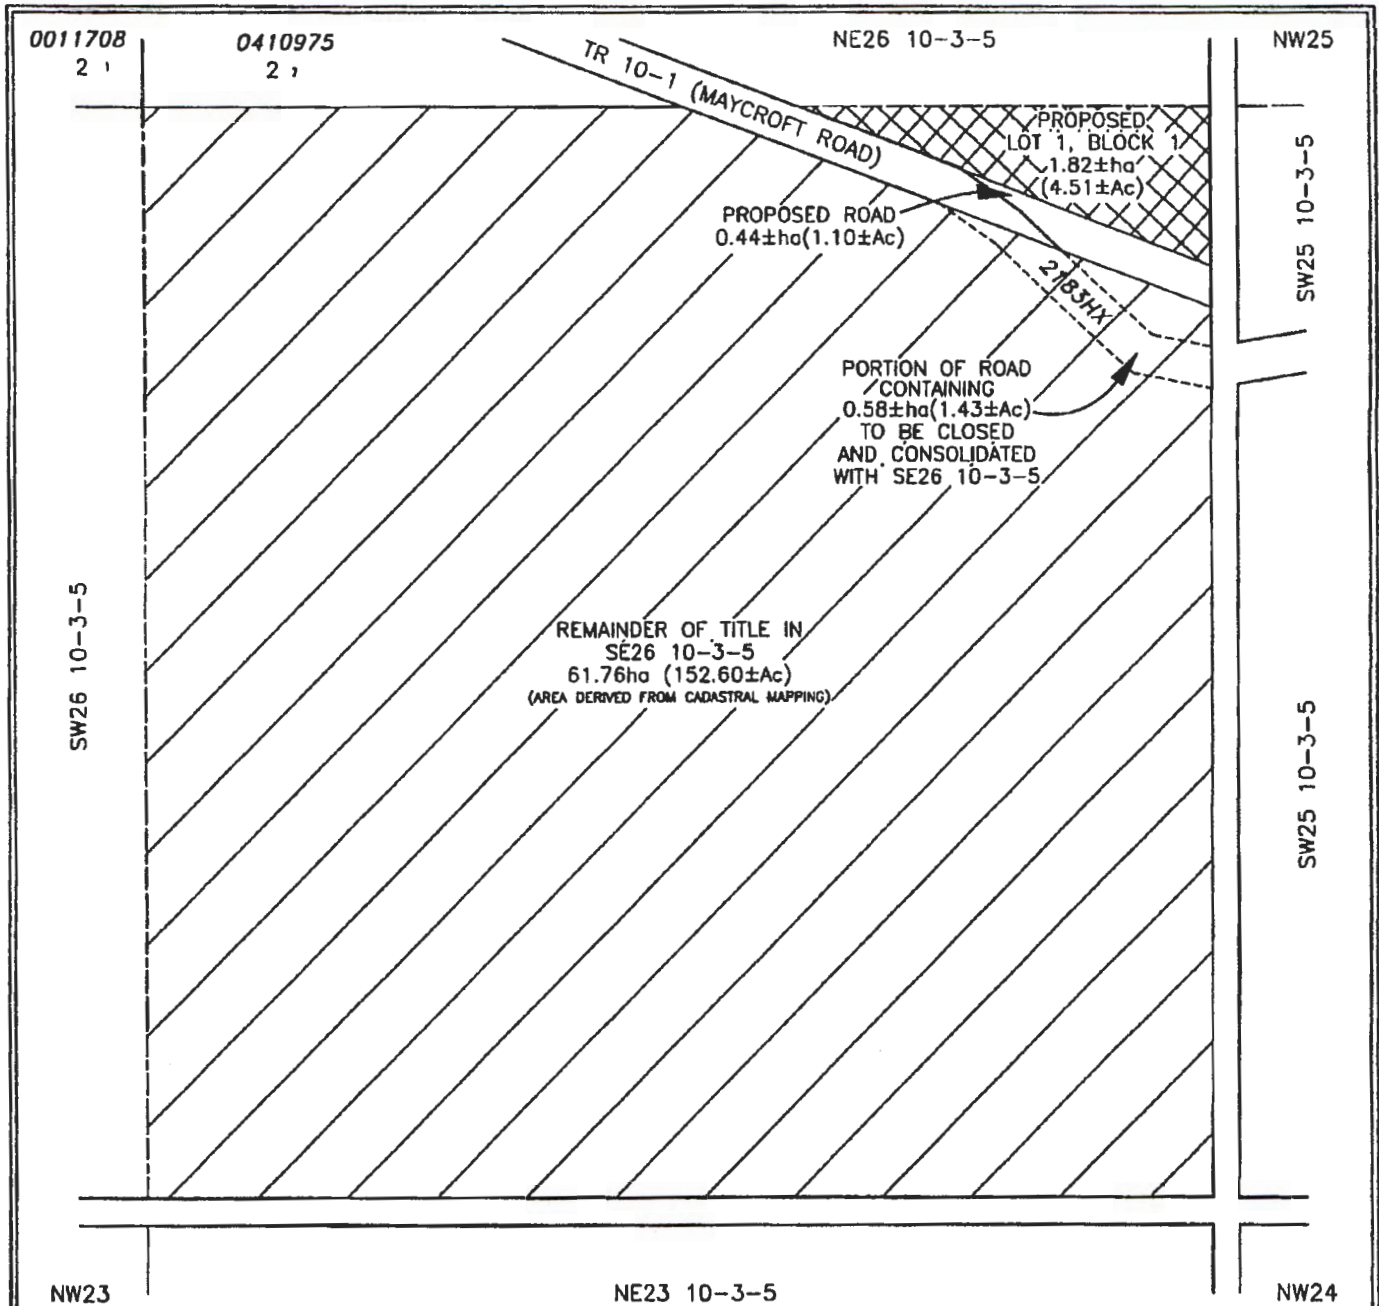 0011708
2
0410975
2
NE26 10-3-5
NW25
TR 10-1 (MAYCROFT ROAD)
PROPOSED
LOT 1, BLOCK 1
1.82±ha
(4.51±Ac)
SW25 10-3-5
PROPOSED ROAD
0.44±ha(1.10±Ac)
2183HX
PORTION OF ROAD
CONTAINING
0.58±ha(1.43±Ac)
TO BE CLOSED
AND CONSOLIDATED
WITH SE26 10-3-5
SW26 10-3-5
REMAINDER OF TITLE IN
SE26 10-3-5
61.76ha (152.60±Ac)
(AREA DERIVED FROM CADASTRAL MAPPING)
SW25 10-3-5
NW23
NE23 10-3-5
NW24